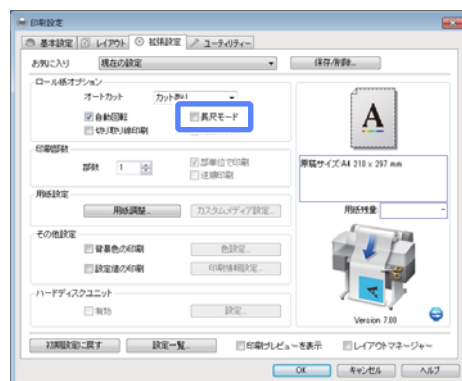 印刷設定
基本設定 レイアウト 拡張設定 ユーティリティー
お気に入り 現在の設定 保存/削除...
ロール紙オプション
オートカット カットあり
自動回転 長尺モード
切り取り線印刷
A
印刷部数
部数 1 部単位で印刷
逆順印刷
原稿サイズ:A4 210 x 297 mm
用紙設定
用紙調整... カスタムメディア設定...
用紙残量 -
その他設定
背景色の印刷 色設定...
設定値の印刷 印刷情報設定...
ハードディスクユニット
有効 設定...
Version 7.00
初期設定に戻す 設定一覧... 印刷プレビューを表示 レイアウトマネージャー
OK キャンセル ヘルプ